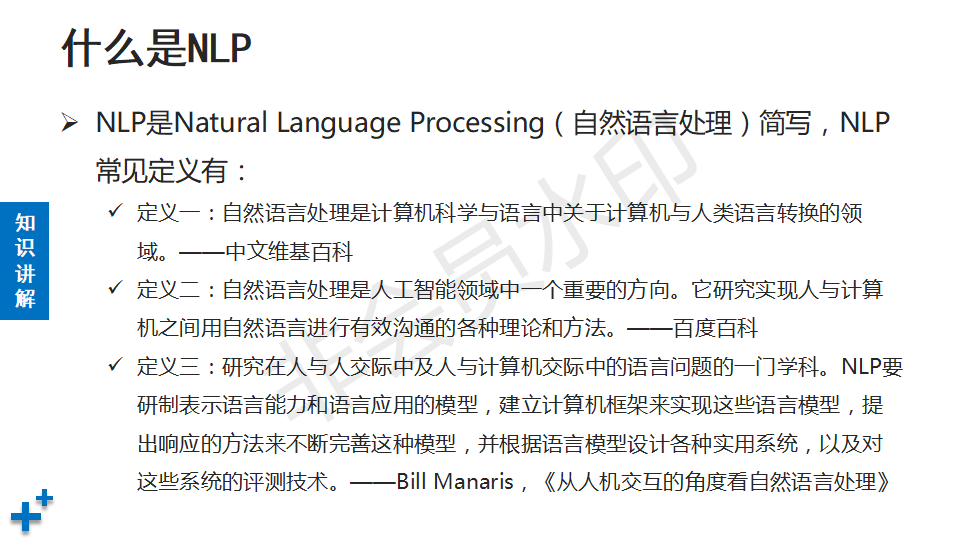 什么是NLP
➢ NLP是Natural Language Processing（自然语言处理）简写，NLP
常见定义有：
✓ 定义一：自然语言处理是计算机科学与语言中关于计算机与人类语言转换的领
域。——中文维基百科
✓ 定义二：自然语言处理是人工智能领域中一个重要的方向。它研究实现人与计算
机之间用自然语言进行有效沟通的各种理论和方法。——百度百科
✓ 定义三：研究在人与人交际中及人与计算机交际中的语言问题的一门学科。NLP要
研制表示语言能力和语言应用的模型，建立计算机框架来实现这些语言模型，提
出响应的方法来不断完善这种模型，并根据语言模型设计各种实用系统，以及对
这些系统的评测技术。——Bill Manaris，《从人机交互的角度看自然语言处理》
知
识
讲
解
非会员水印